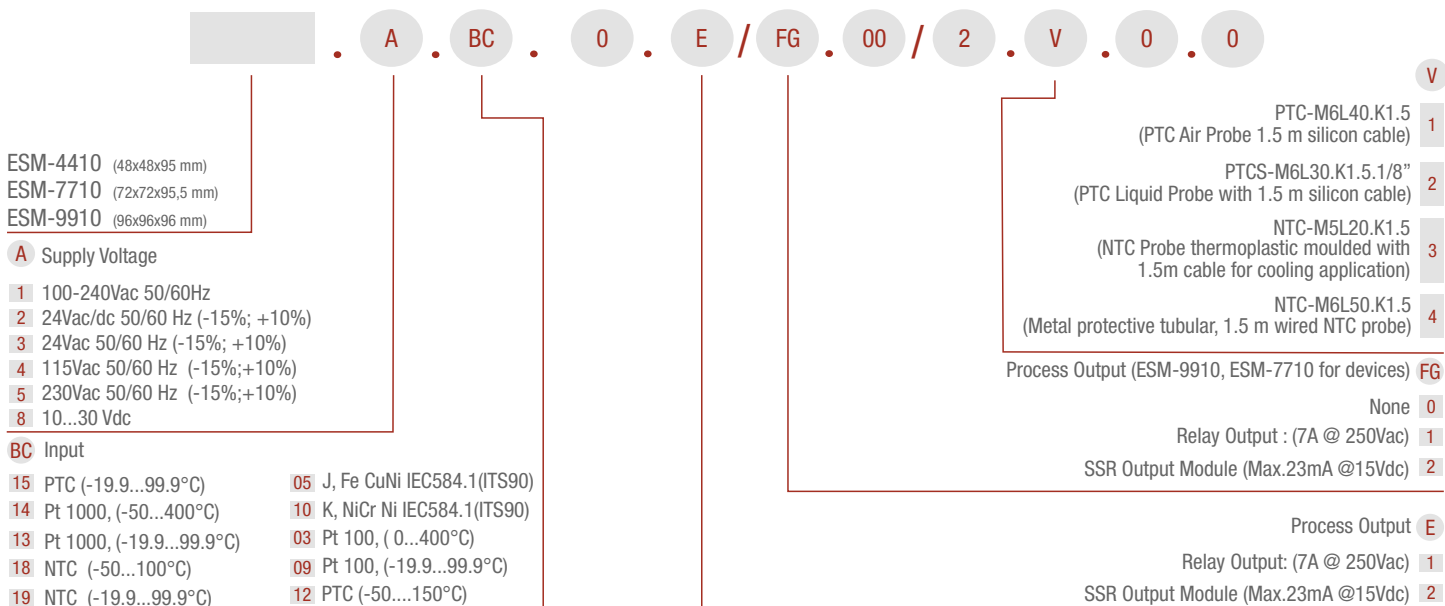 . A . BC . 0 . E / FG . 00 / 2 . V . 0 . 0
ESM-4410 (48x48x95 mm)
ESM-7710 (72x72x95,5 mm)
ESM-9910 (96x96x96 mm)
A Supply Voltage
1 100-240Vac 50/60Hz
2 24Vac/dc 50/60 Hz (-15%; +10%)
3 24Vac 50/60 Hz (-15%; +10%)
4 115Vac 50/60 Hz (-15%;+10%)
5 230Vac 50/60 Hz (-15%;+10%)
8 10...30 Vdc
BC Input
15 PTC (-19.9...99.9°C)
14 Pt 1000, (-50...400°C)
13 Pt 1000, (-19.9...99.9°C)
18 NTC (-50...100°C)
19 NTC (-19.9...99.9°C)
05 J, Fe CuNi IEC584.1(ITS90)
10 K, NiCr Ni IEC584.1(ITS90)
03 Pt 100, ( 0...400°C)
09 Pt 100, (-19.9...99.9°C)
12 PTC (-50....150°C)
V
PTC-M6L40.K1.5
(PTC Air Probe 1.5 m silicon cable) 1
PTCS-M6L30.K1.5.1/8”
(PTC Liquid Probe with 1.5 m silicon cable) 2
NTC-M5L20.K1.5
(NTC Probe thermoplastic moulded with 3
1.5m cable for cooling application)
NTC-M6L50.K1.5
(Metal protective tubular, 1.5 m wired NTC probe) 4
Process Output (ESM-9910, ESM-7710 for devices) FG
None 0
Relay Output : (7A @ 250Vac) 1
SSR Output Module (Max.23mA @15Vdc) 2
Process Output E
Relay Output: (7A @ 250Vac) 1
SSR Output Module (Max.23mA @15Vdc) 2